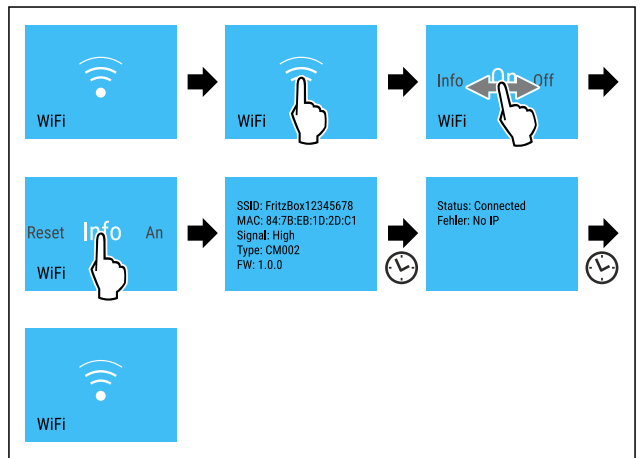 WiFi
WiFi
Info On Off
WiFi
Reset Info An
WiFi
SSID: FritzBox12345678
MAC: 84:7B:EB:1D:2D:C1
Signal: High
Type: CM002
FW: 1.0.0
Status: Connected
Fehler: No IP
WiFi